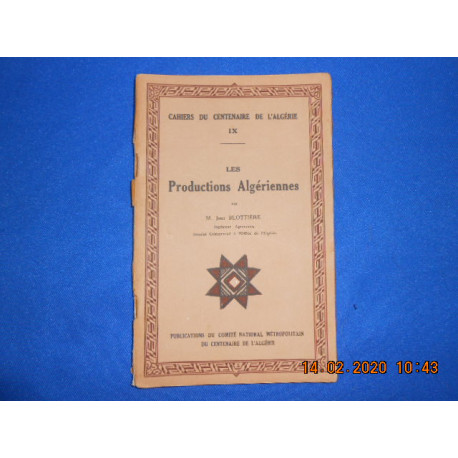 CAHIERS DU CENTENAIRE DE L'ALGÉRIE
IX
LES
Productions Algériennes
PAR
M. Jean BLOTTIÈRE
PUBLICATIONS DU COMITÉ NATIONAL MÉTROPOLITAIN
DU CENTENAIRE DE L'ALGÉRIE
14-02-2020 10:43